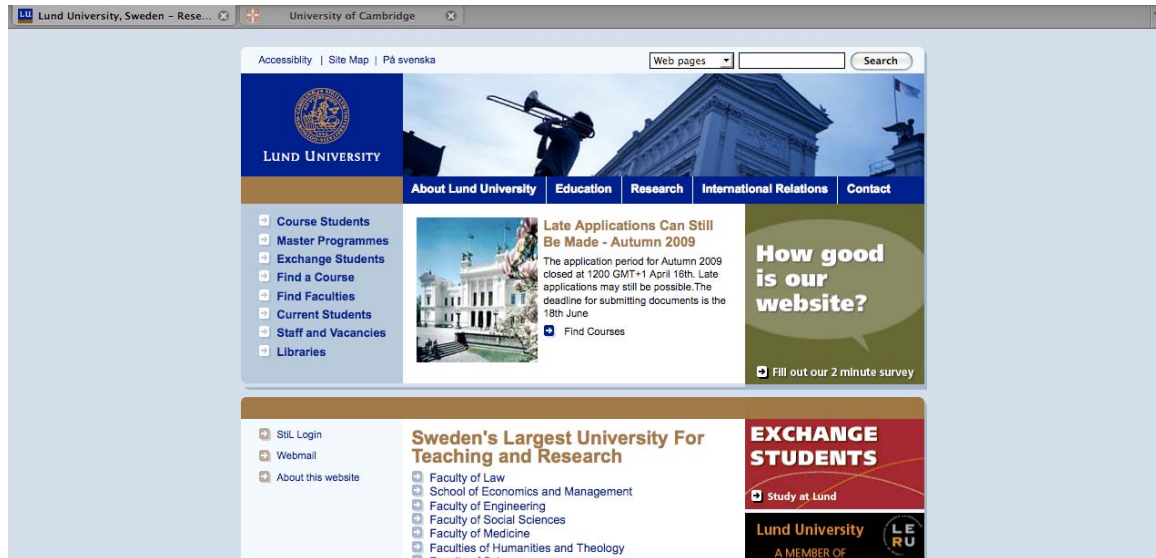 LU Lund University, Sweden – Rese...
University of Cambridge
Accessiblity | Site Map | På svenska
Web pages
Search
LUND UNIVERSITY
About Lund University
Education
Research
International Relations
Contact
Course Students
Master Programmes
Exchange Students
Find a Course
Find Faculties
Current Students
Staff and Vacancies
Libraries
Late Applications Can Still
Be Made - Autumn 2009
The application period for Autumn 2009
closed at 1200 GMT+1 April 16th. Late
applications may still be possible.The
deadline for submitting documents is the
18th June
Find Courses
How good
is our
website?
Fill out our 2 minute survey
StiL Login
Webmail
About this website
Sweden's Largest University For
Teaching and Research
Faculty of Law
School of Economics and Management
Faculty of Engineering
Faculty of Social Sciences
Faculty of Medicine
Faculties of Humanities and Theology
EXCHANGE
STUDENTS
Study at Lund
Lund University
A MEMBER OF
LE
RU